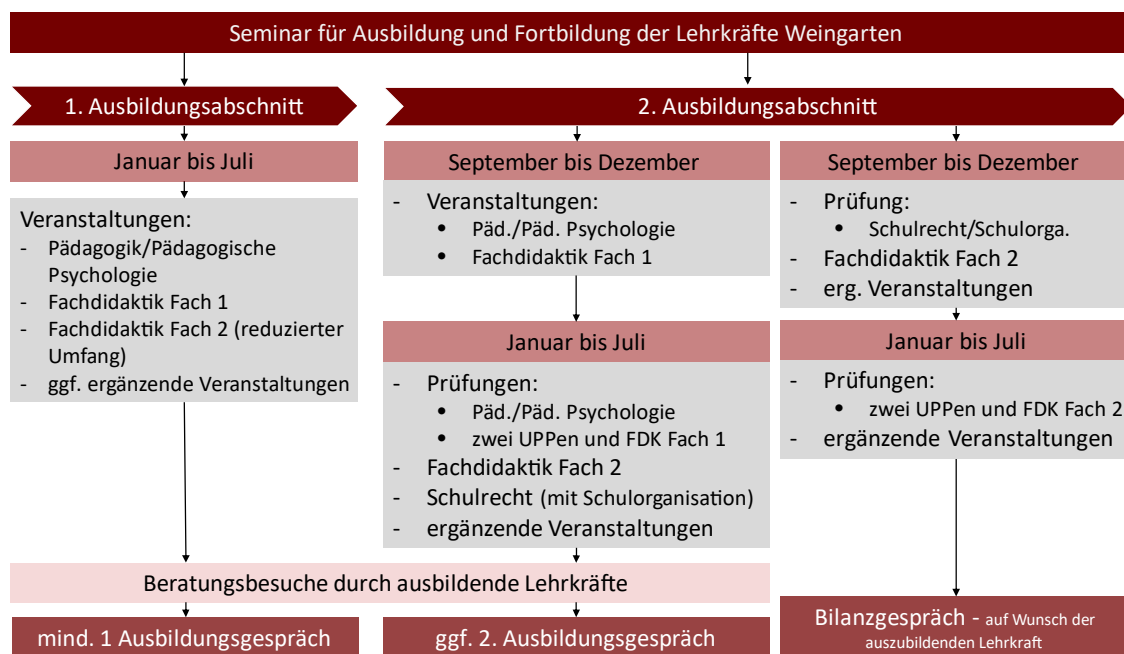 Seminar für Ausbildung und Fortbildung der Lehrkräfte Weingarten
1. Ausbildungsabschnitt
Januar bis Juli
Veranstaltungen:
- Pädagogik/Pädagogische
Psychologie
- Fachdidaktik Fach 1
- Fachdidaktik Fach 2 (reduzierter
Umfang)
- ggf. ergänzende Veranstaltungen
2. Ausbildungsabschnitt
September bis Dezember
- Veranstaltungen:
• Päd./Päd. Psychologie
• Fachdidaktik Fach 1
Januar bis Juli
- Prüfungen:
• Päd./Päd. Psychologie
• zwei UPPen und FDK Fach 1
- Fachdidaktik Fach 2
- Schulrecht (mit Schulorganisation)
- ergänzende Veranstaltungen
September bis Dezember
- Prüfung:
• Schulrecht/Schulorga.
- Fachdidaktik Fach 2
- erg. Veranstaltungen
Januar bis Juli
- Prüfungen:
• zwei UPPen und FDK Fach 2
- ergänzende Veranstaltungen
Beratungsbesuche durch ausbildende Lehrkräfte
mind. 1 Ausbildungsgespräch
ggf. 2. Ausbildungsgespräch
Bilanzgespräch - auf Wunsch der
auszubildenden Lehrkraft